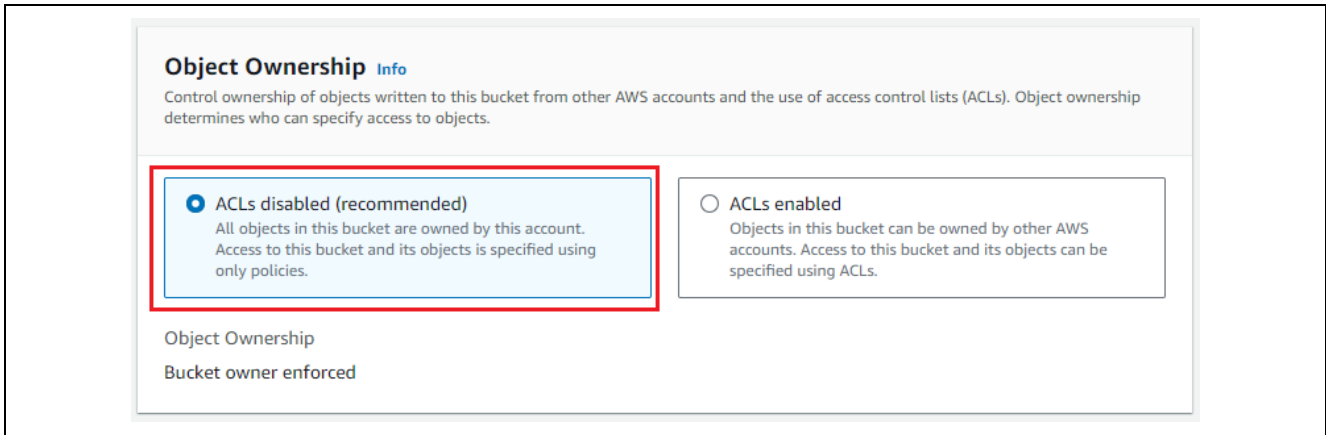 Object Ownership Info
Control ownership of objects written to this bucket from other AWS accounts and the use of access control lists (ACLs). Object ownership
determines who can specify access to objects.
ACLs disabled (recommended)
All objects in this bucket are owned by this account.
Access to this bucket and its objects is specified using
only policies.
ACLs enabled
Objects in this bucket can be owned by other AWS
accounts. Access to this bucket and its objects can be
specified using ACLs.
Object Ownership
Bucket owner enforced